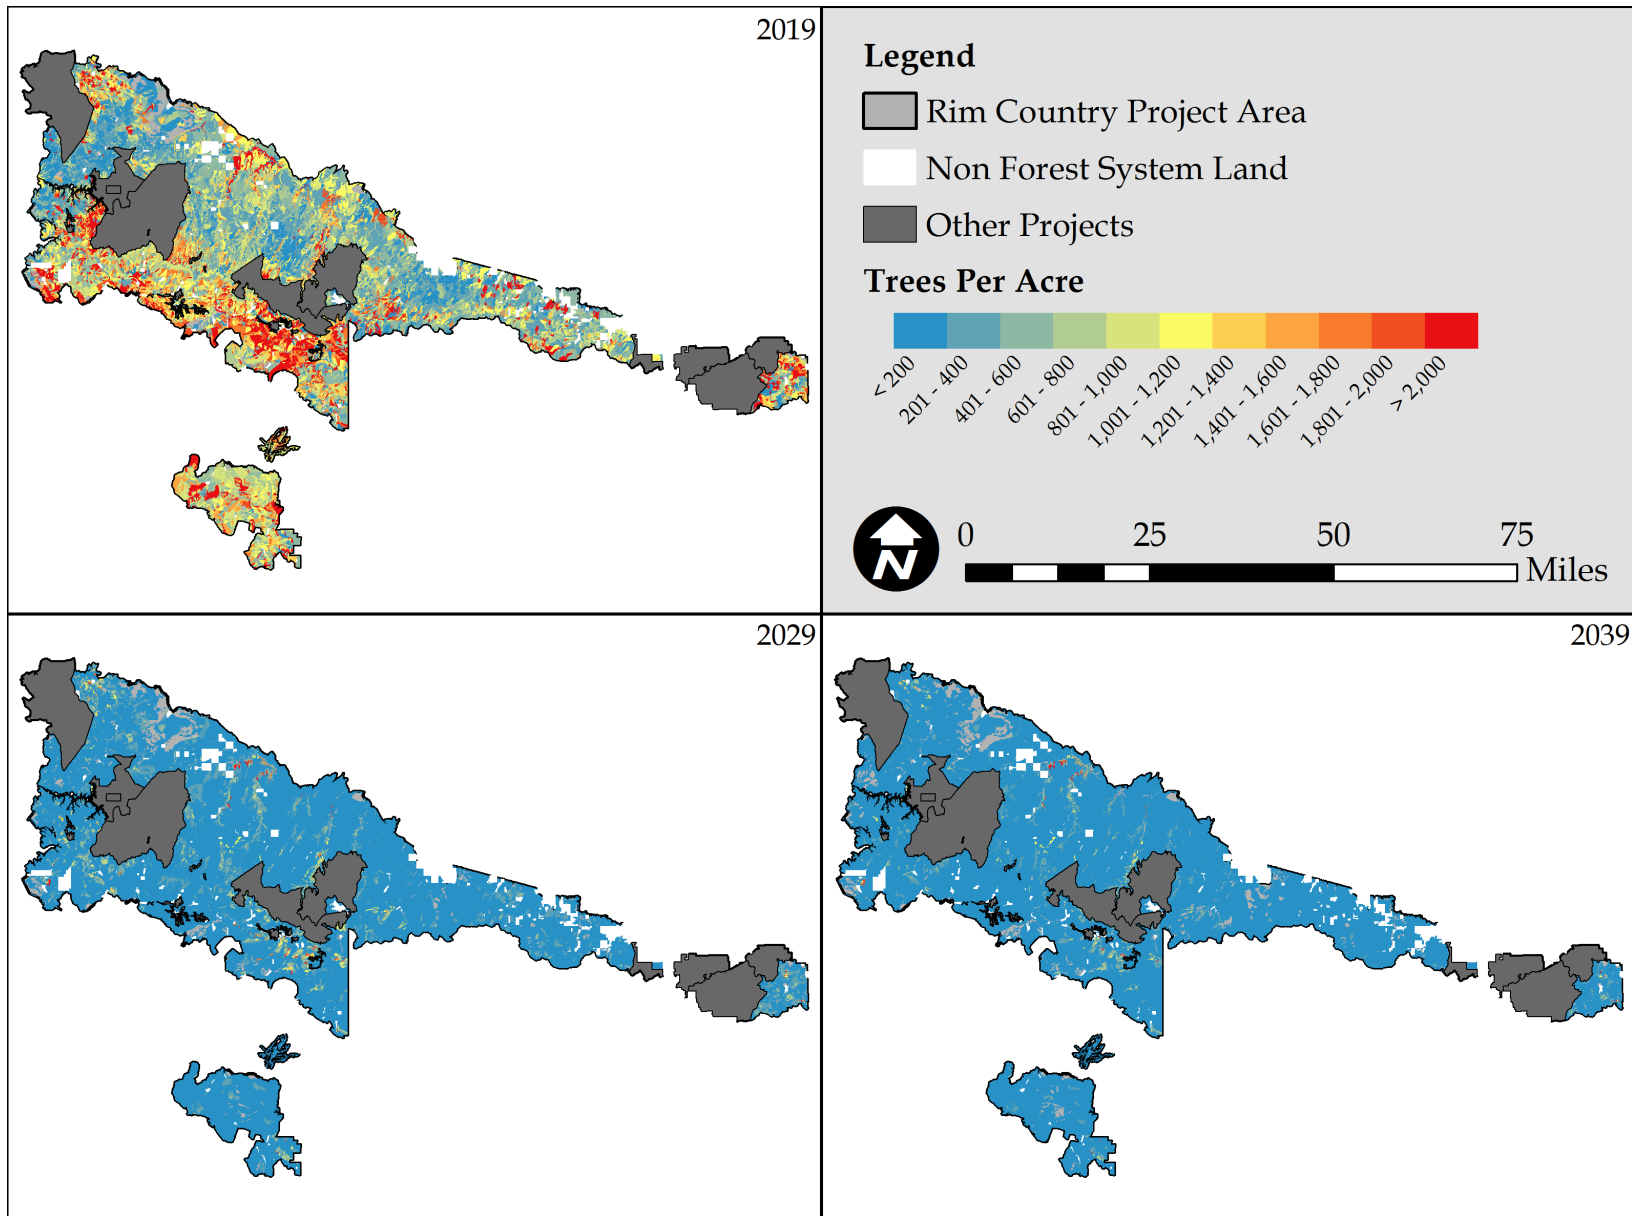 2019
Legend
Rim Country Project Area
Non Forest System Land
Other Projects
Trees Per Acre
< 200
201 - 400
401 - 600
601 - 800
801 - 1,000
1,001 - 1,200
1,201 - 1,400
1,401 - 1,600
1,601 - 1,800
1,801 - 2,000
> 2,000
N
0 25 50 75
Miles
2029
2039